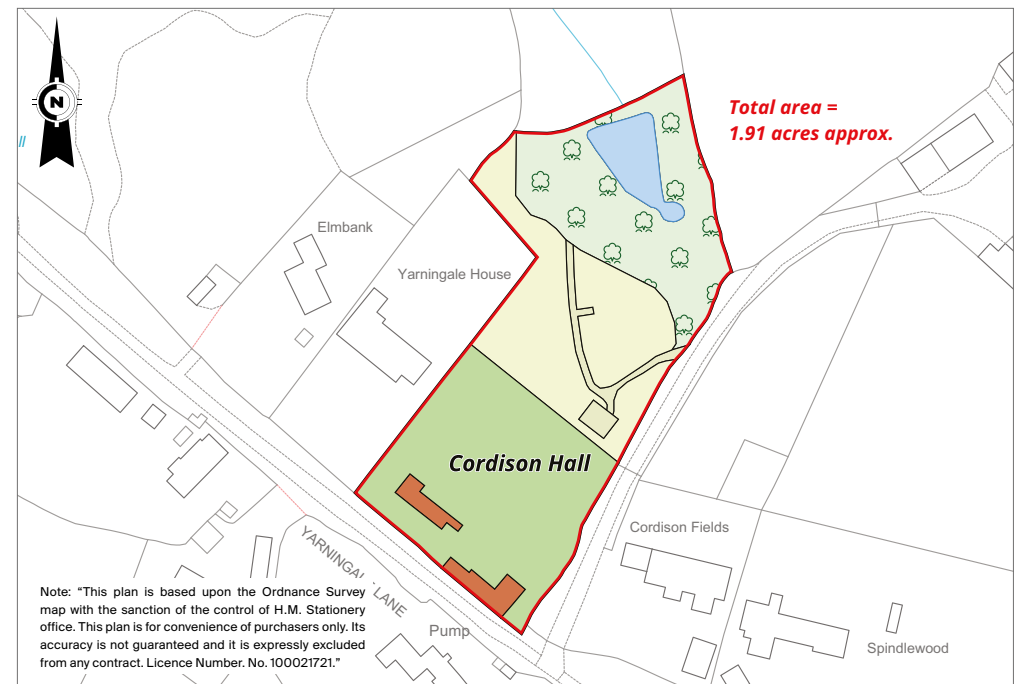 N
Total area =
1.91 acres approx.
ll
Elmbank
Yarningale House
Cordison Hall
Cordison Fields
YARNINGALE LANE
Note: “This plan is based upon the Ordnance Survey
map with the sanction of the control of H.M. Stationery
office. This plan is for convenience of purchasers only. Its
accuracy is not guaranteed and it is expressly excluded
from any contract. Licence Number. No. 100021721.”
Pump
Spindlewood